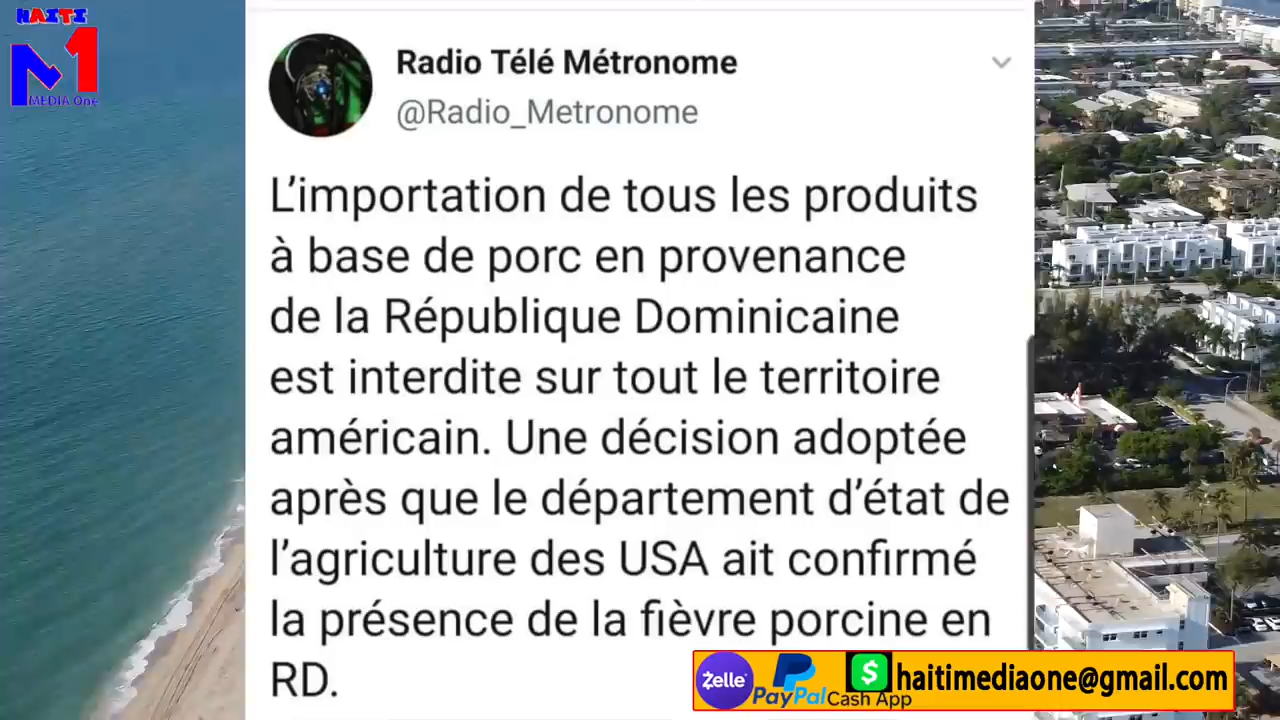 HAITI
M1
MEDIA One
Radio Télé Métronome
@Radio_Metronome
L’importation de tous les produits
à base de porc en provenance
de la République Dominicaine
est interdite sur tout le territoire
américain. Une décision adoptée
après que le département d’état de
l’agriculture des USA ait confirmé
la présence de la fièvre porcine en
RD.
Zelle PayPal $ Cash App haitimediaone@gmail.com